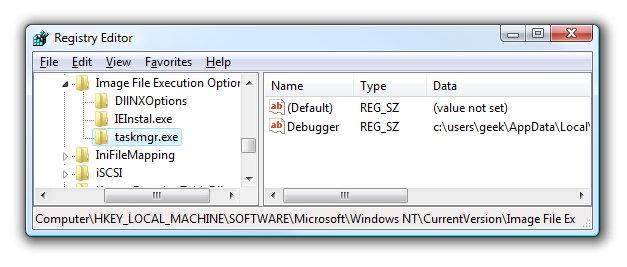 Registry Editor
File Edit View Favorites Help
Image File Execution Option
DllNXOptions
IEInstal.exe
taskmgr.exe
IniFileMapping
iSCSI
Name Type Data
(Default) REG_SZ (value not set)
Debugger REG_SZ c:\users\geek\AppData\Local\
Computer\HKEY_LOCAL_MACHINE\SOFTWARE\Microsoft\Windows NT\CurrentVersion\Image File Ex